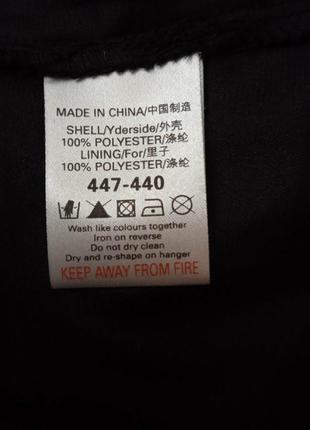 MADE IN CHINA/中国制造
SHELL/Yderside/外壳
100% POLYESTER/涤纶
LINING/For/里子
100% POLYESTER/涤纶
447-440
Wash like colours together
Iron on reverse
Do not dry clean
Dry and re-shape on hanger
KEEP AWAY FROM FIRE